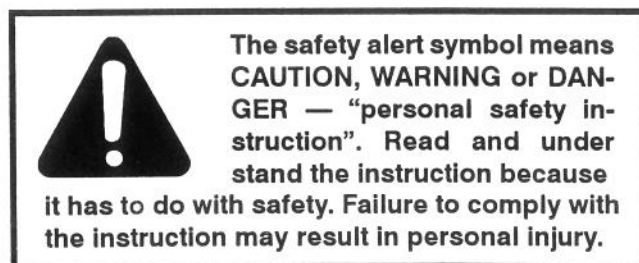 The safety alert symbol means
CAUTION, WARNING or DAN-
GER — “personal safety in-
struction”. Read and under
stand the instruction because
it has to do with safety. Failure to comply with
the instruction may result in personal injury.